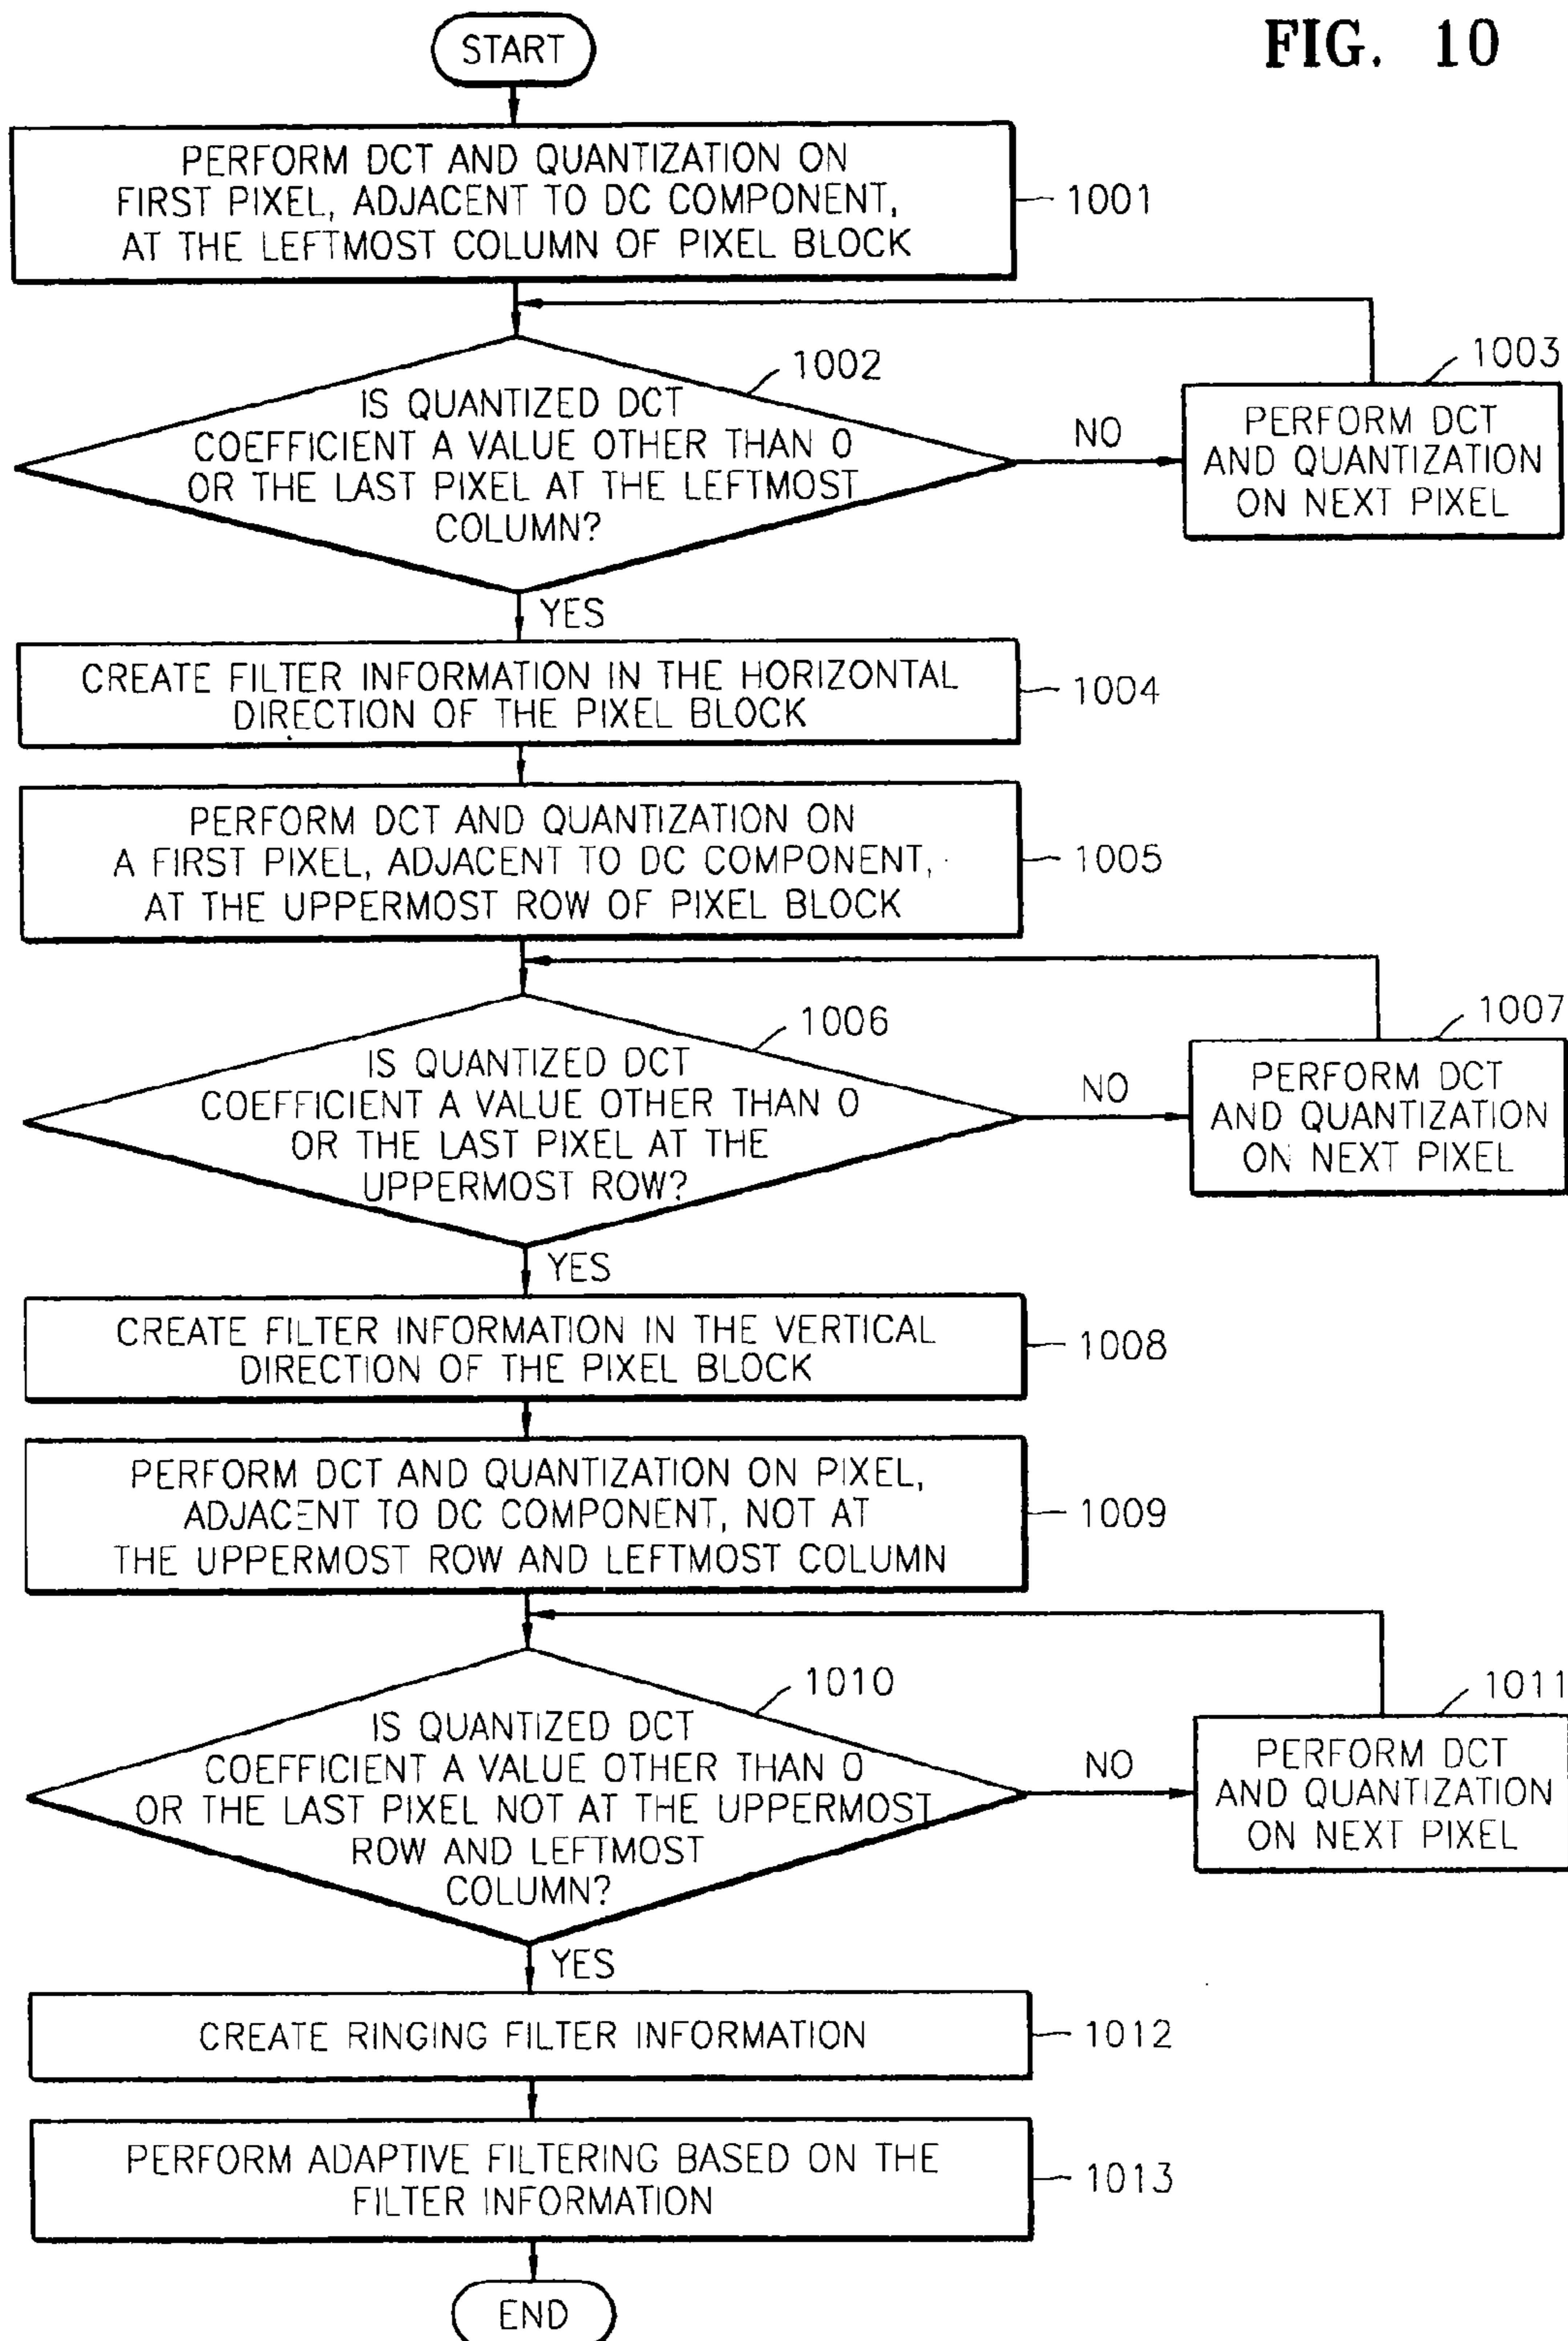 FIG. 10
START
PERFORM DCT AND QUANTIZATION ON
FIRST PIXEL, ADJACENT TO DC COMPONENT,
AT THE LEFTMOST COLUMN OF PIXEL BLOCK
1001
1002
IS QUANTIZED DCT
COEFFICIENT A VALUE OTHER THAN 0
OR THE LAST PIXEL AT THE LEFTMOST
COLUMN?
NO
1003
PERFORM DCT
AND QUANTIZATION
ON NEXT PIXEL
YES
CREATE FILTER INFORMATION IN THE HORIZONTAL
DIRECTION OF THE PIXEL BLOCK
1004
PERFORM DCT AND QUANTIZATION ON
A FIRST PIXEL, ADJACENT TO DC COMPONENT,
AT THE UPPERMOST ROW OF PIXEL BLOCK
1005
1006
IS QUANTIZED DCT
COEFFICIENT A VALUE OTHER THAN 0
OR THE LAST PIXEL AT THE
UPPERMOST ROW?
NO
1007
PERFORM DCT
AND QUANTIZATION
ON NEXT PIXEL
YES
CREATE FILTER INFORMATION IN THE VERTICAL
DIRECTION OF THE PIXEL BLOCK
1008
PERFORM DCT AND QUANTIZATION ON PIXEL,
ADJACENT TO DC COMPONENT, NOT AT
THE UPPERMOST ROW AND LEFTMOST COLUMN
1009
1010
IS QUANTIZED DCT
COEFFICIENT A VALUE OTHER THAN 0
OR THE LAST PIXEL NOT AT THE UPPERMOST
ROW AND LEFTMOST
COLUMN?
NO
1011
PERFORM DCT
AND QUANTIZATION
ON NEXT PIXEL
YES
CREATE RINGING FILTER INFORMATION
1012
PERFORM ADAPTIVE FILTERING BASED ON THE
FILTER INFORMATION
1013
END